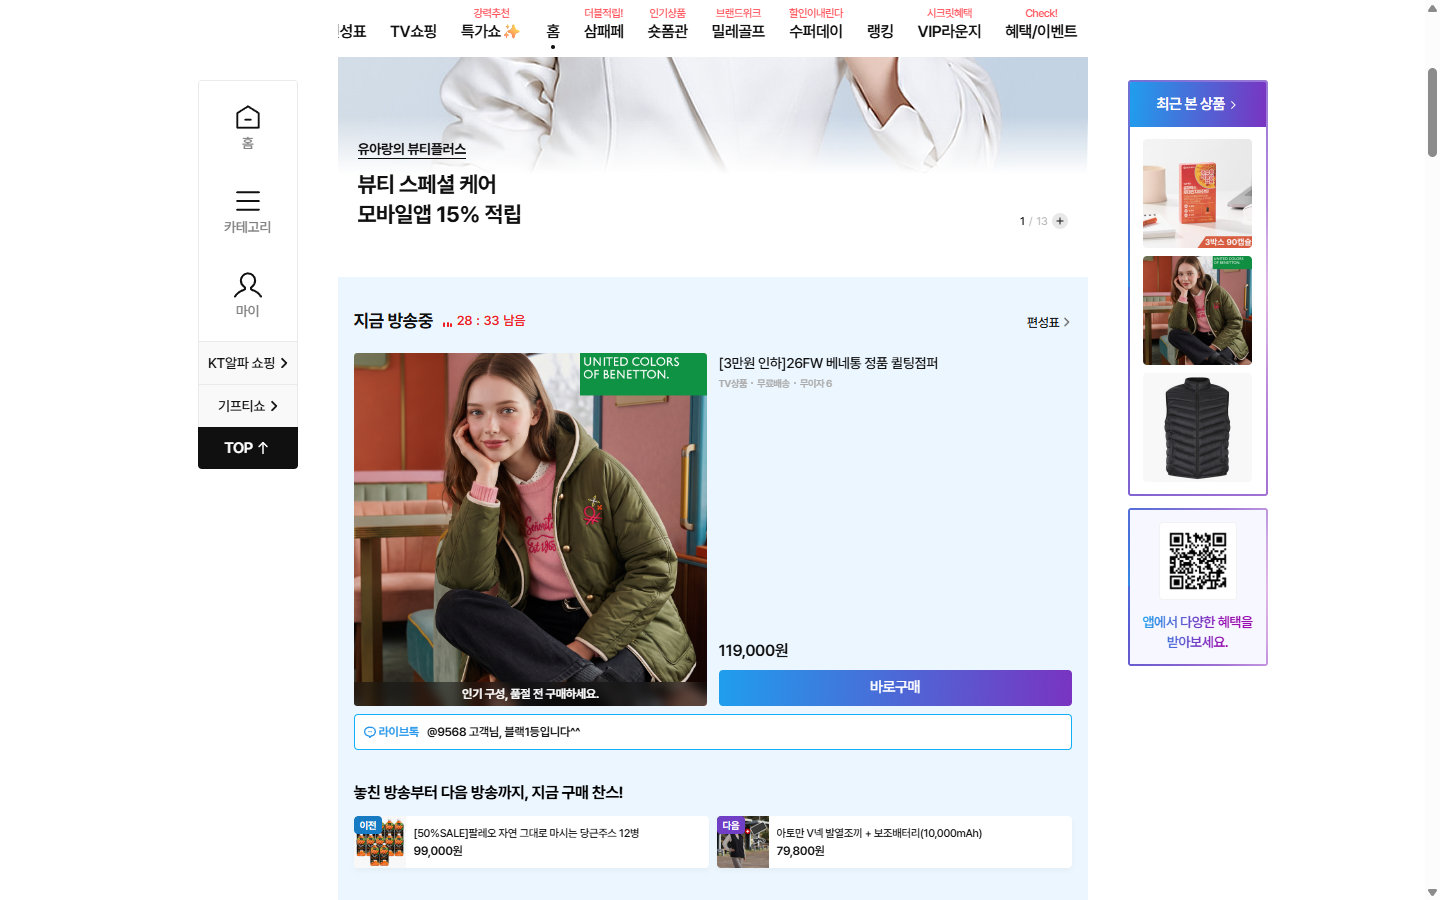 성표
TV쇼핑
강력추천
특가쇼✨
홈
더블적립!
삼패페
인기상품
숏폼관
브랜드위크
밀레골프
할인이내린다
수퍼데이
랭킹
시크릿혜택
VIP라운지
Check!
혜택/이벤트
홈
카테고리
마이
KT알파 쇼핑
기프티쇼
TOP ↑
유아랑의 뷰티플러스
뷰티 스페셜 케어
모바일앱 15% 적립
1 / 13 +
지금 방송중
28 : 33 남음
편성표
UNITED COLORS
OF BENETTON.
Señorita
Est.1965
인기 구성, 품절 전 구매하세요.
[3만원 인하]26FW 베네통 정품 퀼팅점퍼
TV상품 · 무료배송 · 무이자 6
119,000원
바로구매
라이브톡 @9568 고객님, 블랙1등입니다^^
놓친 방송부터 다음 방송까지, 지금 구매 찬스!
이전
[50%SALE]팔레오 자연 그대로 마시는 당근주스 12병
99,000원
다음
아토만 V넥 발열조끼 + 보조배터리(10,000mAh)
79,800원
최근 본 상품
3박스 90캡슐
앱에서 다양한 혜택을
받아보세요.